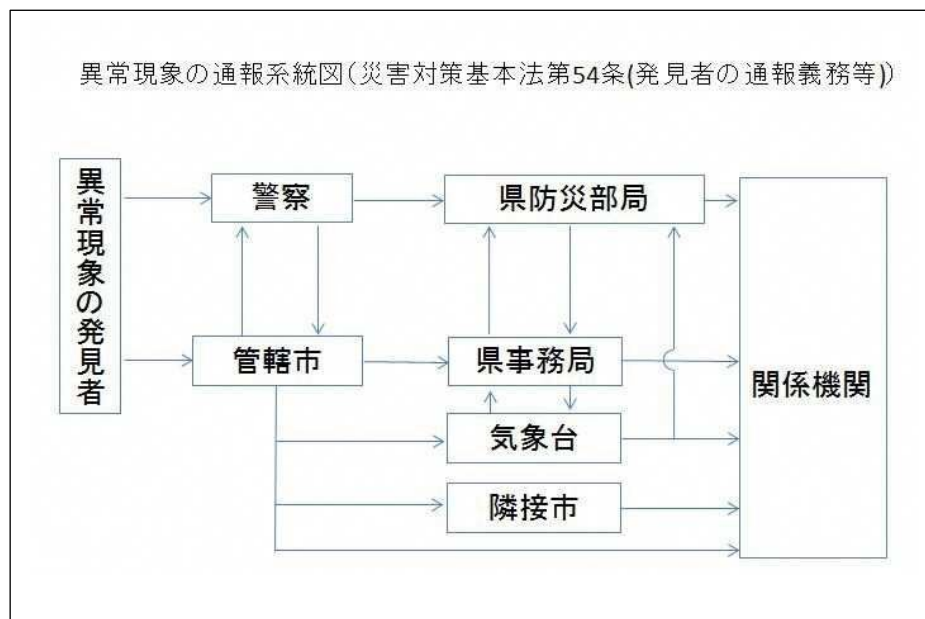 異常現象の通報系統図(災害対策基本法第54条(発見者の通報義務等))
異常現象の発見者
警察
県防災部局
管轄市
県事務局
関係機関
気象台
隣接市